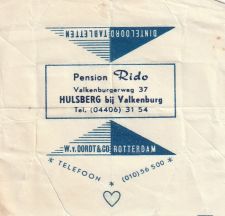 DINTELOORD-TABLETTEN
Pension Rido
Valkenburgerweg 37
HULSBERG bij Valkenburg
Tel. (04406) 31 54
W. v. OORDT & CO ROTTERDAM
* TELEFOON * (010) 56 500 *